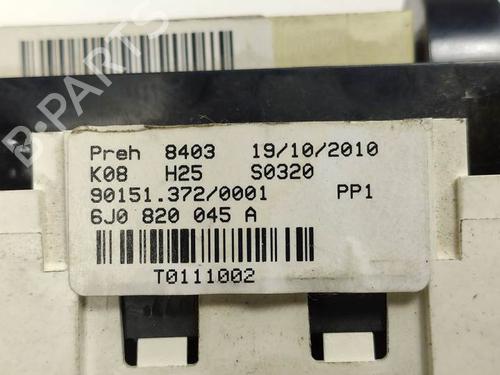 B-PARTS
Preh 8403 19/10/2010
K08 H25 S0320
90151.372/0001 PP1
6J0 820 045 A
T0111002